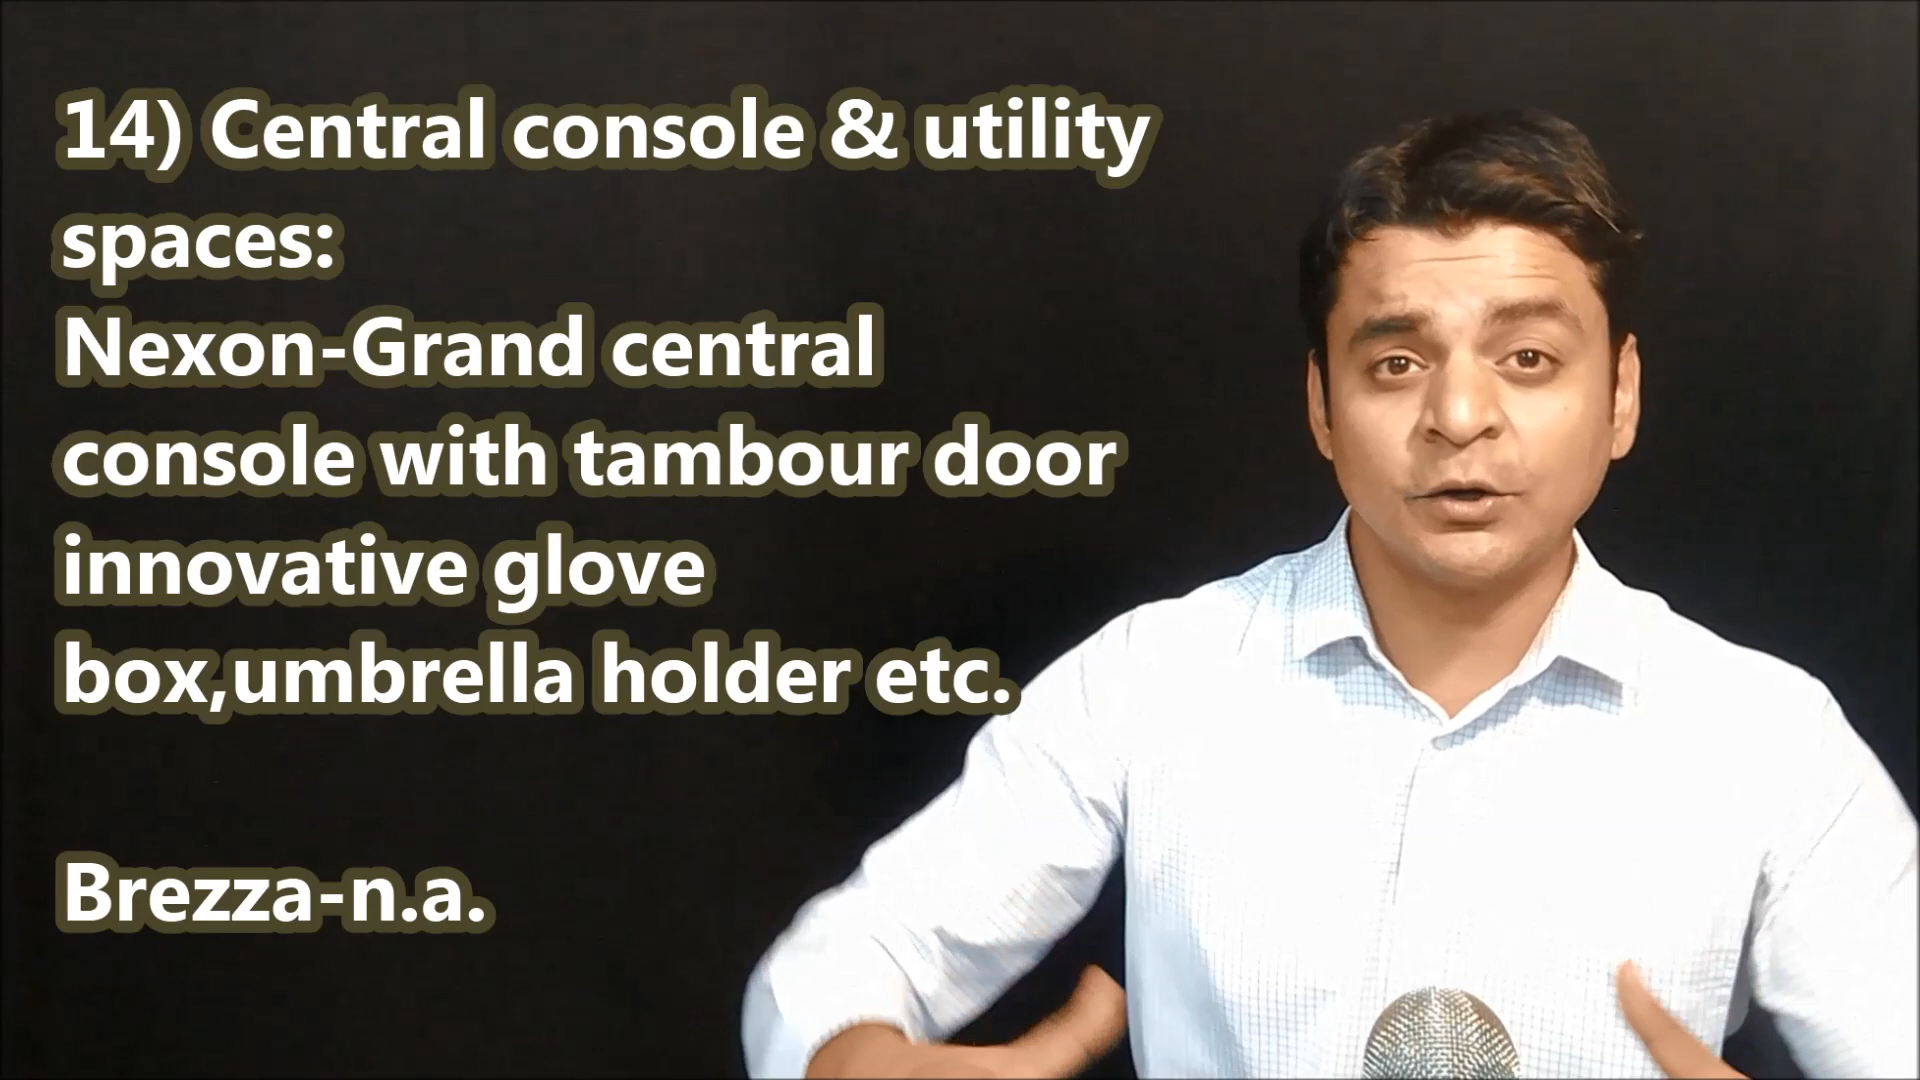 14) Central console & utility
spaces:
Nexon-Grand central
console with tambour door
innovative glove
box,umbrella holder etc.
Brezza-n.a.